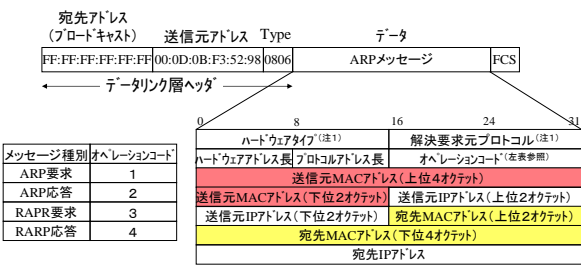 宛先アドレス
(ブロードキャスト) 送信元アドレス Type データ
FF:FF:FF:FF:FF:FF 00:0D:0B:F3:52:98 0806 ARPメッセージ FCS
データリンク層ヘッダ
0 8 16 24 31
ハードウェアタイプ(注1) 解決要求元プロトコル(注1)
ハードウェアアドレス長 プロトコルアドレス長 オペレーションコード(左表参照)
送信元MACアドレス(上位4オクテット)
送信元MACアドレス(下位2オクテット) 送信元IPアドレス(上位2オクテット)
送信元IPアドレス(下位2オクテット) 宛先MACアドレス(上位2オクテット)
宛先MACアドレス(下位4オクテット)
宛先IPアドレス
メッセージ種別 オペレーションコード
ARP要求 1
ARP応答 2
RAPR要求 3
RARP応答 4